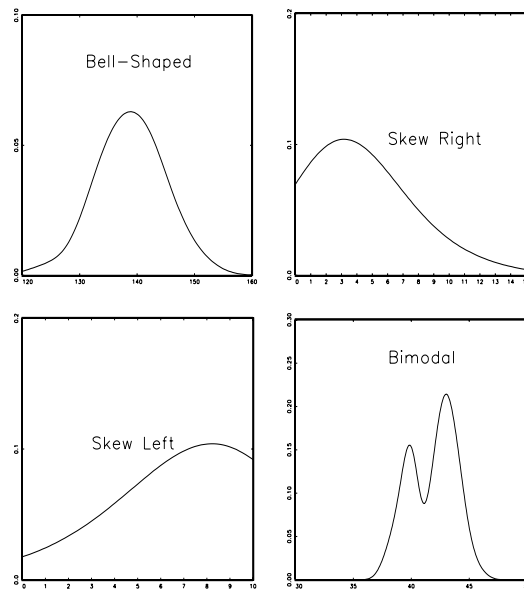 Bell-Shaped
0.00 0.05 0.10
120 130 140 150 160
Skew Right
0.0 0.1 0.2
0 1 2 3 4 5 6 7 8 9 10 11 12 13 14 15
Skew Left
0.0 0.1 0.2
0 1 2 3 4 5 6 7 8 9 10
Bimodal
0.00 0.05 0.10 0.15 0.20 0.25 0.30
30 35 40 45